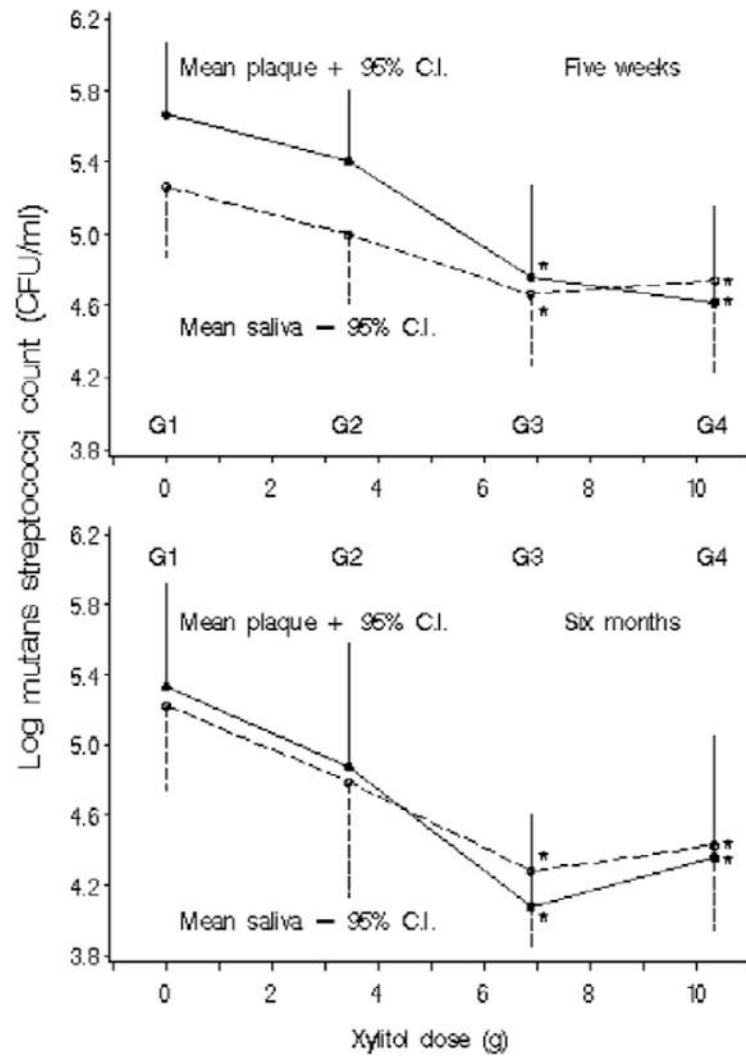 Log mutans streptococci count (CFU/ml)
6.2
5.8
5.4
5.0
4.6
4.2
3.8
Mean plaque + 95% C.I.
Five weeks
*
*
*
*
Mean saliva – 95% C.I.
G1 G2 G3 G4
0 2 4 6 8 10
6.2
5.8
5.4
5.0
4.6
4.2
3.8
G1 G2 G3 G4
Mean plaque + 95% C.I.
Six months
*
*
*
*
Mean saliva – 95% C.I.
0 2 4 6 8 10
Xylitol dose (g)